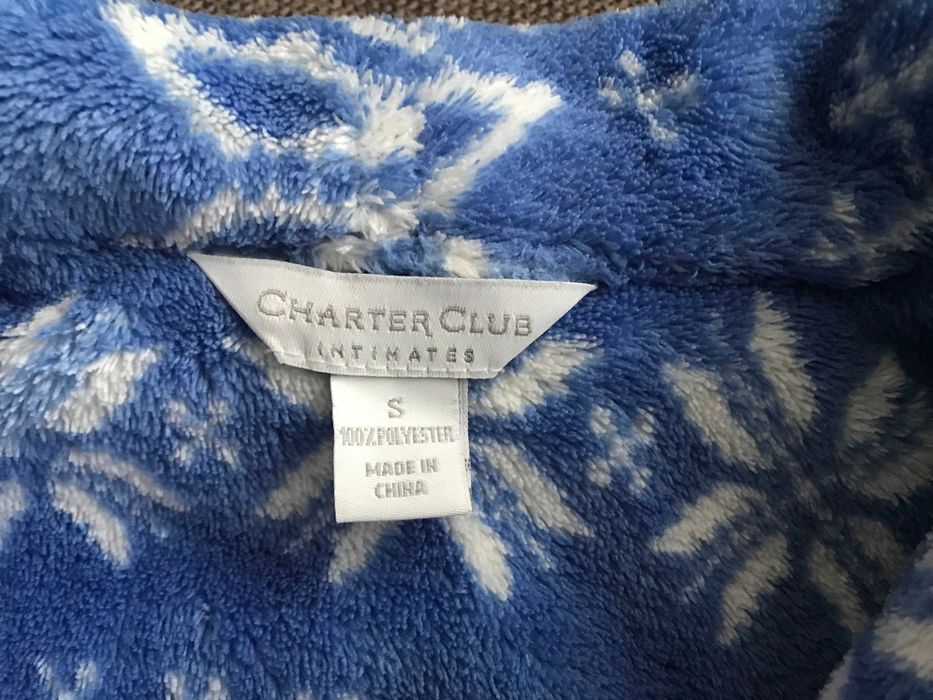 CHARTER CLUB
INTIMATES
S
100% POLYESTER
MADE IN
CHINA